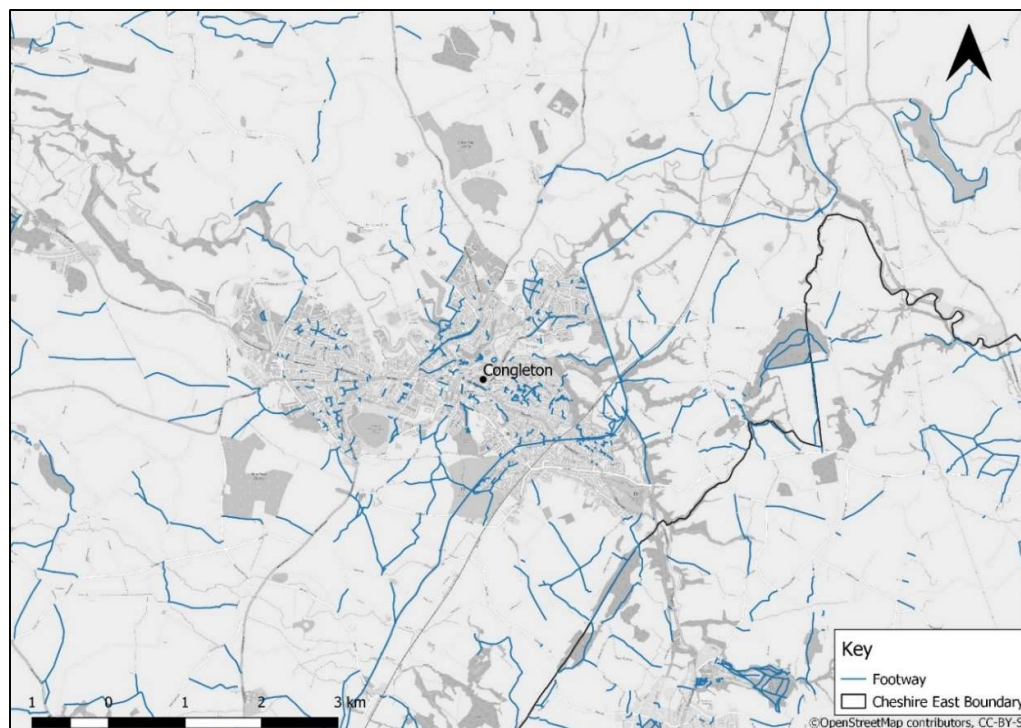 Congleton
1 0 1 2 3 km
Key
Footway
Cheshire East Boundary
©OpenStreetMap contributors, CC-BY-S